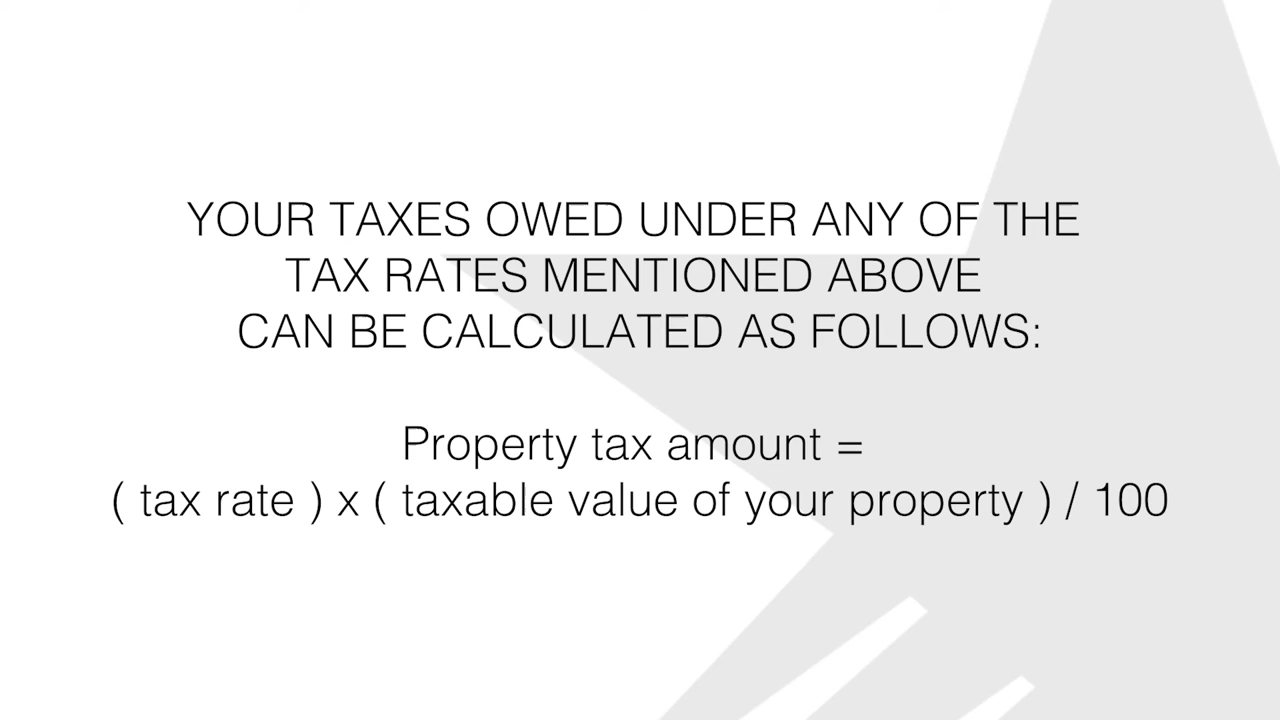 YOUR TAXES OWED UNDER ANY OF THE
TAX RATES MENTIONED ABOVE
CAN BE CALCULATED AS FOLLOWS:
Property tax amount =
( tax rate ) x ( taxable value of your property ) / 100